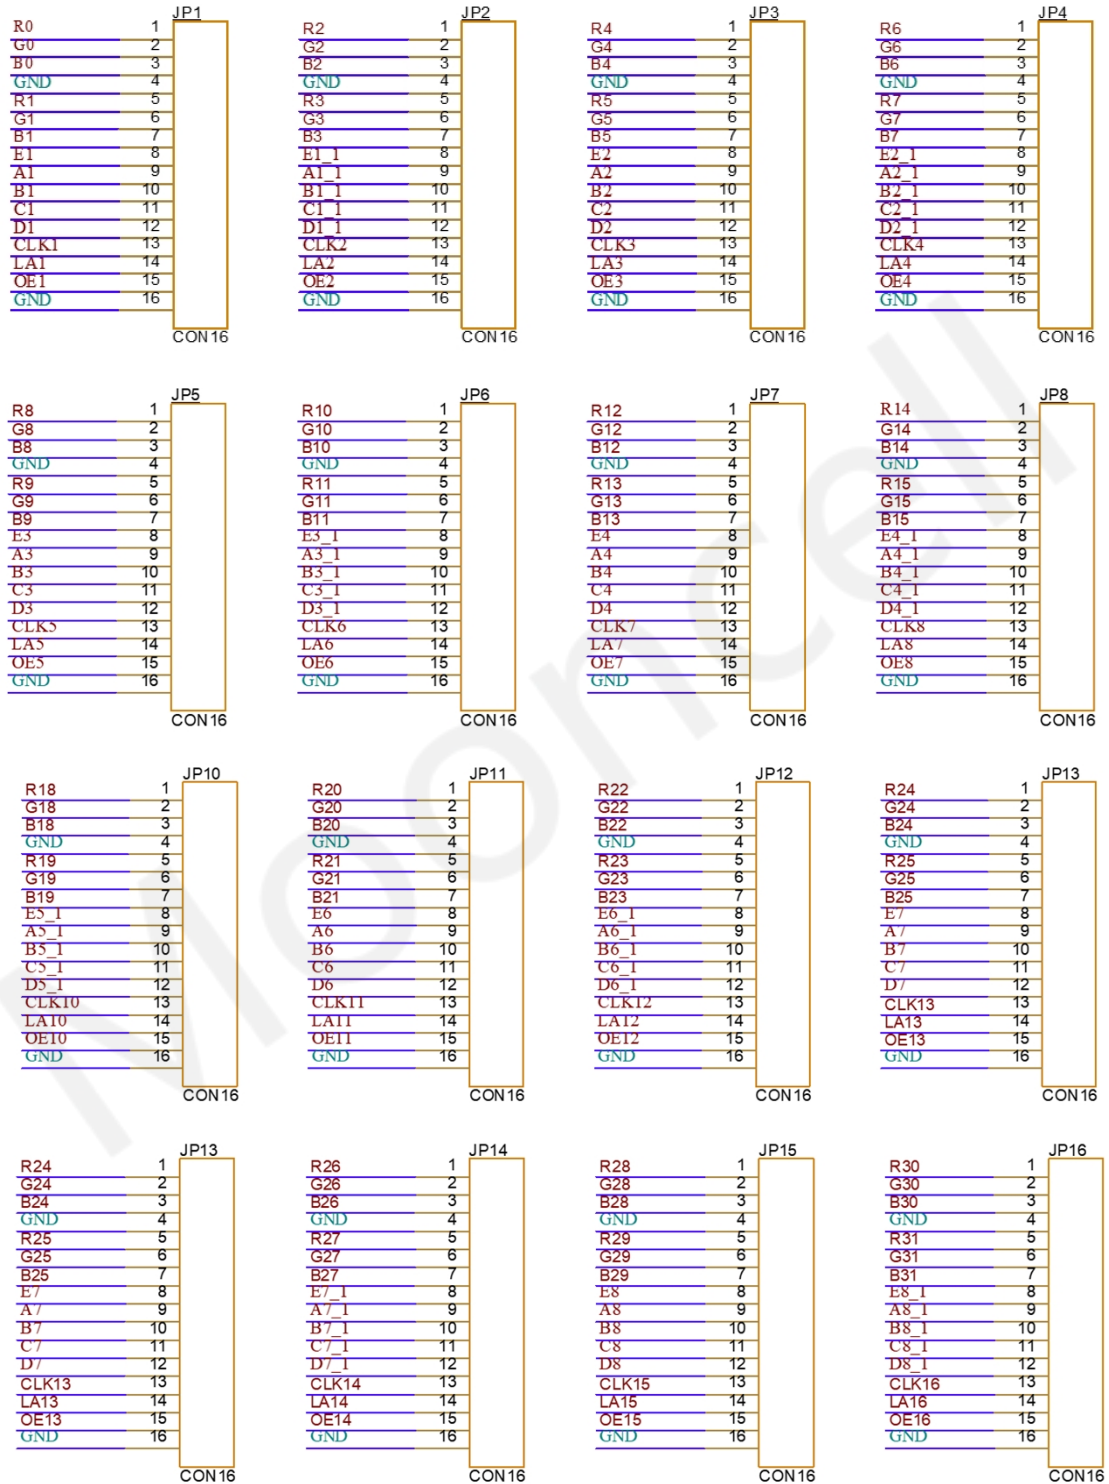 JP1
R0 1
G0 2
B0 3
GND 4
R1 5
G1 6
B1 7
E1 8
A1 9
B1 10
C1 11
D1 12
CLK1 13
LA1 14
OE1 15
GND 16
CON16
JP2
R2 1
G2 2
B2 3
GND 4
R3 5
G3 6
B3 7
E1_1 8
A1_1 9
B1_1 10
C1_1 11
D1_1 12
CLK2 13
LA2 14
OE2 15
GND 16
CON16
JP3
R4 1
G4 2
B4 3
GND 4
R5 5
G5 6
B5 7
E2 8
A2 9
B2 10
C2 11
D2 12
CLK3 13
LA3 14
OE3 15
GND 16
CON16
JP4
R6 1
G6 2
B6 3
GND 4
R7 5
G7 6
B7 7
E2_1 8
A2_1 9
B2_1 10
C2_1 11
D2_1 12
CLK4 13
LA4 14
OE4 15
GND 16
CON16
JP5
R8 1
G8 2
B8 3
GND 4
R9 5
G9 6
B9 7
E3 8
A3 9
B3 10
C3 11
D3 12
CLK5 13
LA5 14
OE5 15
GND 16
CON16
JP6
R10 1
G10 2
B10 3
GND 4
R11 5
G11 6
B11 7
E3_1 8
A3_1 9
B3_1 10
C3_1 11
D3_1 12
CLK6 13
LA6 14
OE6 15
GND 16
CON16
JP7
R12 1
G12 2
B12 3
GND 4
R13 5
G13 6
B13 7
E4 8
A4 9
B4 10
C4 11
D4 12
CLK7 13
LA7 14
OE7 15
GND 16
CON16
JP8
R14 1
G14 2
B14 3
GND 4
R15 5
G15 6
B15 7
E4_1 8
A4_1 9
B4_1 10
C4_1 11
D4_1 12
CLK8 13
LA8 14
OE8 15
GND 16
CON16
JP10
R18 1
G18 2
B18 3
GND 4
R19 5
G19 6
B19 7
E5_1 8
A5_1 9
B5_1 10
C5_1 11
D5_1 12
CLK10 13
LA10 14
OE10 15
GND 16
CON16
JP11
R20 1
G20 2
B20 3
GND 4
R21 5
G21 6
B21 7
E6 8
A6 9
B6 10
C6 11
D6 12
CLK11 13
LA11 14
OE11 15
GND 16
CON16
JP12
R22 1
G22 2
B22 3
GND 4
R23 5
G23 6
B23 7
E6_1 8
A6_1 9
B6_1 10
C6_1 11
D6_1 12
CLK12 13
LA12 14
OE12 15
GND 16
CON16
JP13
R24 1
G24 2
B24 3
GND 4
R25 5
G25 6
B25 7
E7 8
A7 9
B7 10
C7 11
D7 12
CLK13 13
LA13 14
OE13 15
GND 16
CON16
JP13
R24 1
G24 2
B24 3
GND 4
R25 5
G25 6
B25 7
E7 8
A7 9
B7 10
C7 11
D7 12
CLK13 13
LA13 14
OE13 15
GND 16
CON16
JP14
R26 1
G26 2
B26 3
GND 4
R27 5
G27 6
B27 7
E7_1 8
A7_1 9
B7_1 10
C7_1 11
D7_1 12
CLK14 13
LA14 14
OE14 15
GND 16
CON16
JP15
R28 1
G28 2
B28 3
GND 4
R29 5
G29 6
B29 7
E8 8
A8 9
B8 10
C8 11
D8 12
CLK15 13
LA15 14
OE15 15
GND 16
CON16
JP16
R30 1
G30 2
B30 3
GND 4
R31 5
G31 6
B31 7
E8_1 8
A8_1 9
B8_1 10
C8_1 11
D8_1 12
CLK16 13
LA16 14
OE16 15
GND 16
CON16
Mooncell